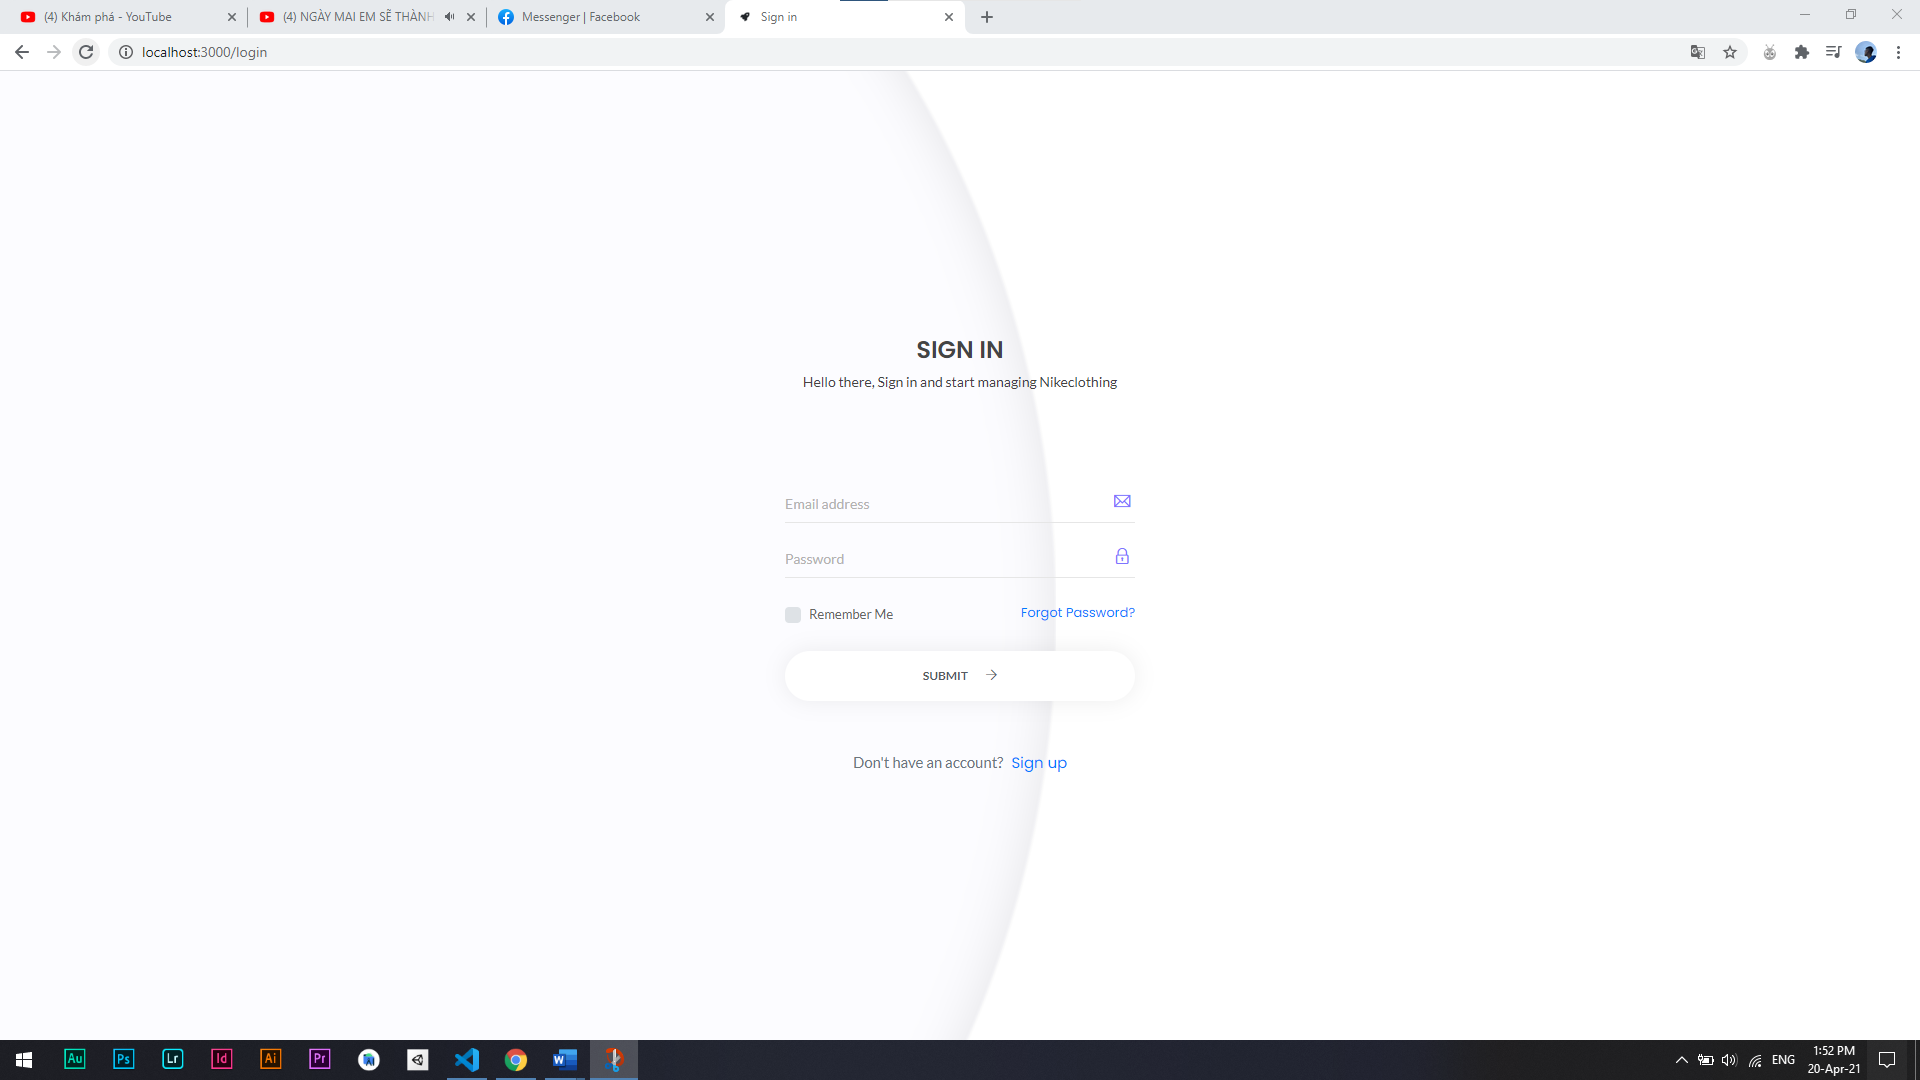 (4) Khám phá - YouTube
(4) NGÀY MAI EM SẼ THÀNH
Messenger | Facebook
Sign in
localhost:3000/login
SIGN IN
Hello there, Sign in and start managing Nikeclothing
Email address
Password
Remember Me
Forgot Password?
SUBMIT
Don't have an account? Sign up
Au Ps Lr Id Ai Pr
ENG
1:52 PM
20-Apr-21